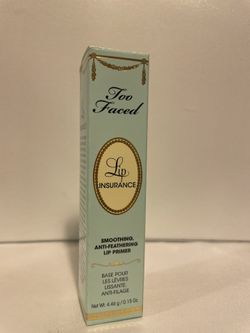 Too
Faced
Lip
INSURANCE
SMOOTHING,
ANTI-FEATHERING
LIP PRIMER
BASE POUR
LES LÈVRES
LISSANTE,
ANTI-FILAGE
Net Wt. 4.46 g/0.15 Oz.